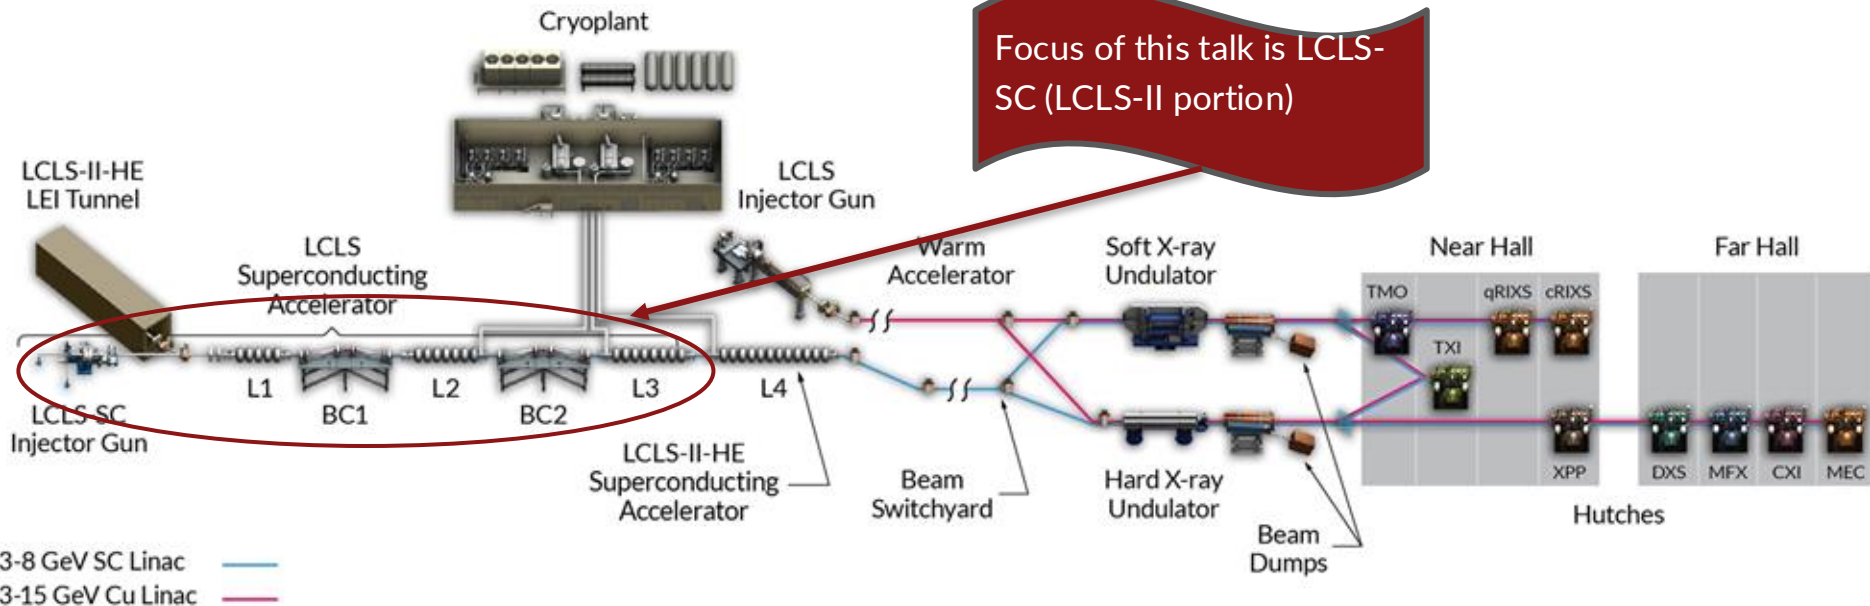 Cryoplant
Focus of this talk is LCLS-
SC (LCLS-II portion)
LCLS-II-HE
LEI Tunnel
LCLS
Injector Gun
LCLS
Superconducting
Accelerator
Warm
Accelerator
Soft X-ray
Undulator
Near Hall
Far Hall
TMO
qRIXS
cRIXS
TXI
L1
BC1
L2
BC2
L3
L4
LCLS-SC
Injector Gun
LCLS-II-HE
Superconducting
Accelerator
Beam
Switchyard
Hard X-ray
Undulator
Beam
Dumps
XPP
DXS
MFX
CXI
MEC
Hutches
3-8 GeV SC Linac
3-15 GeV Cu Linac